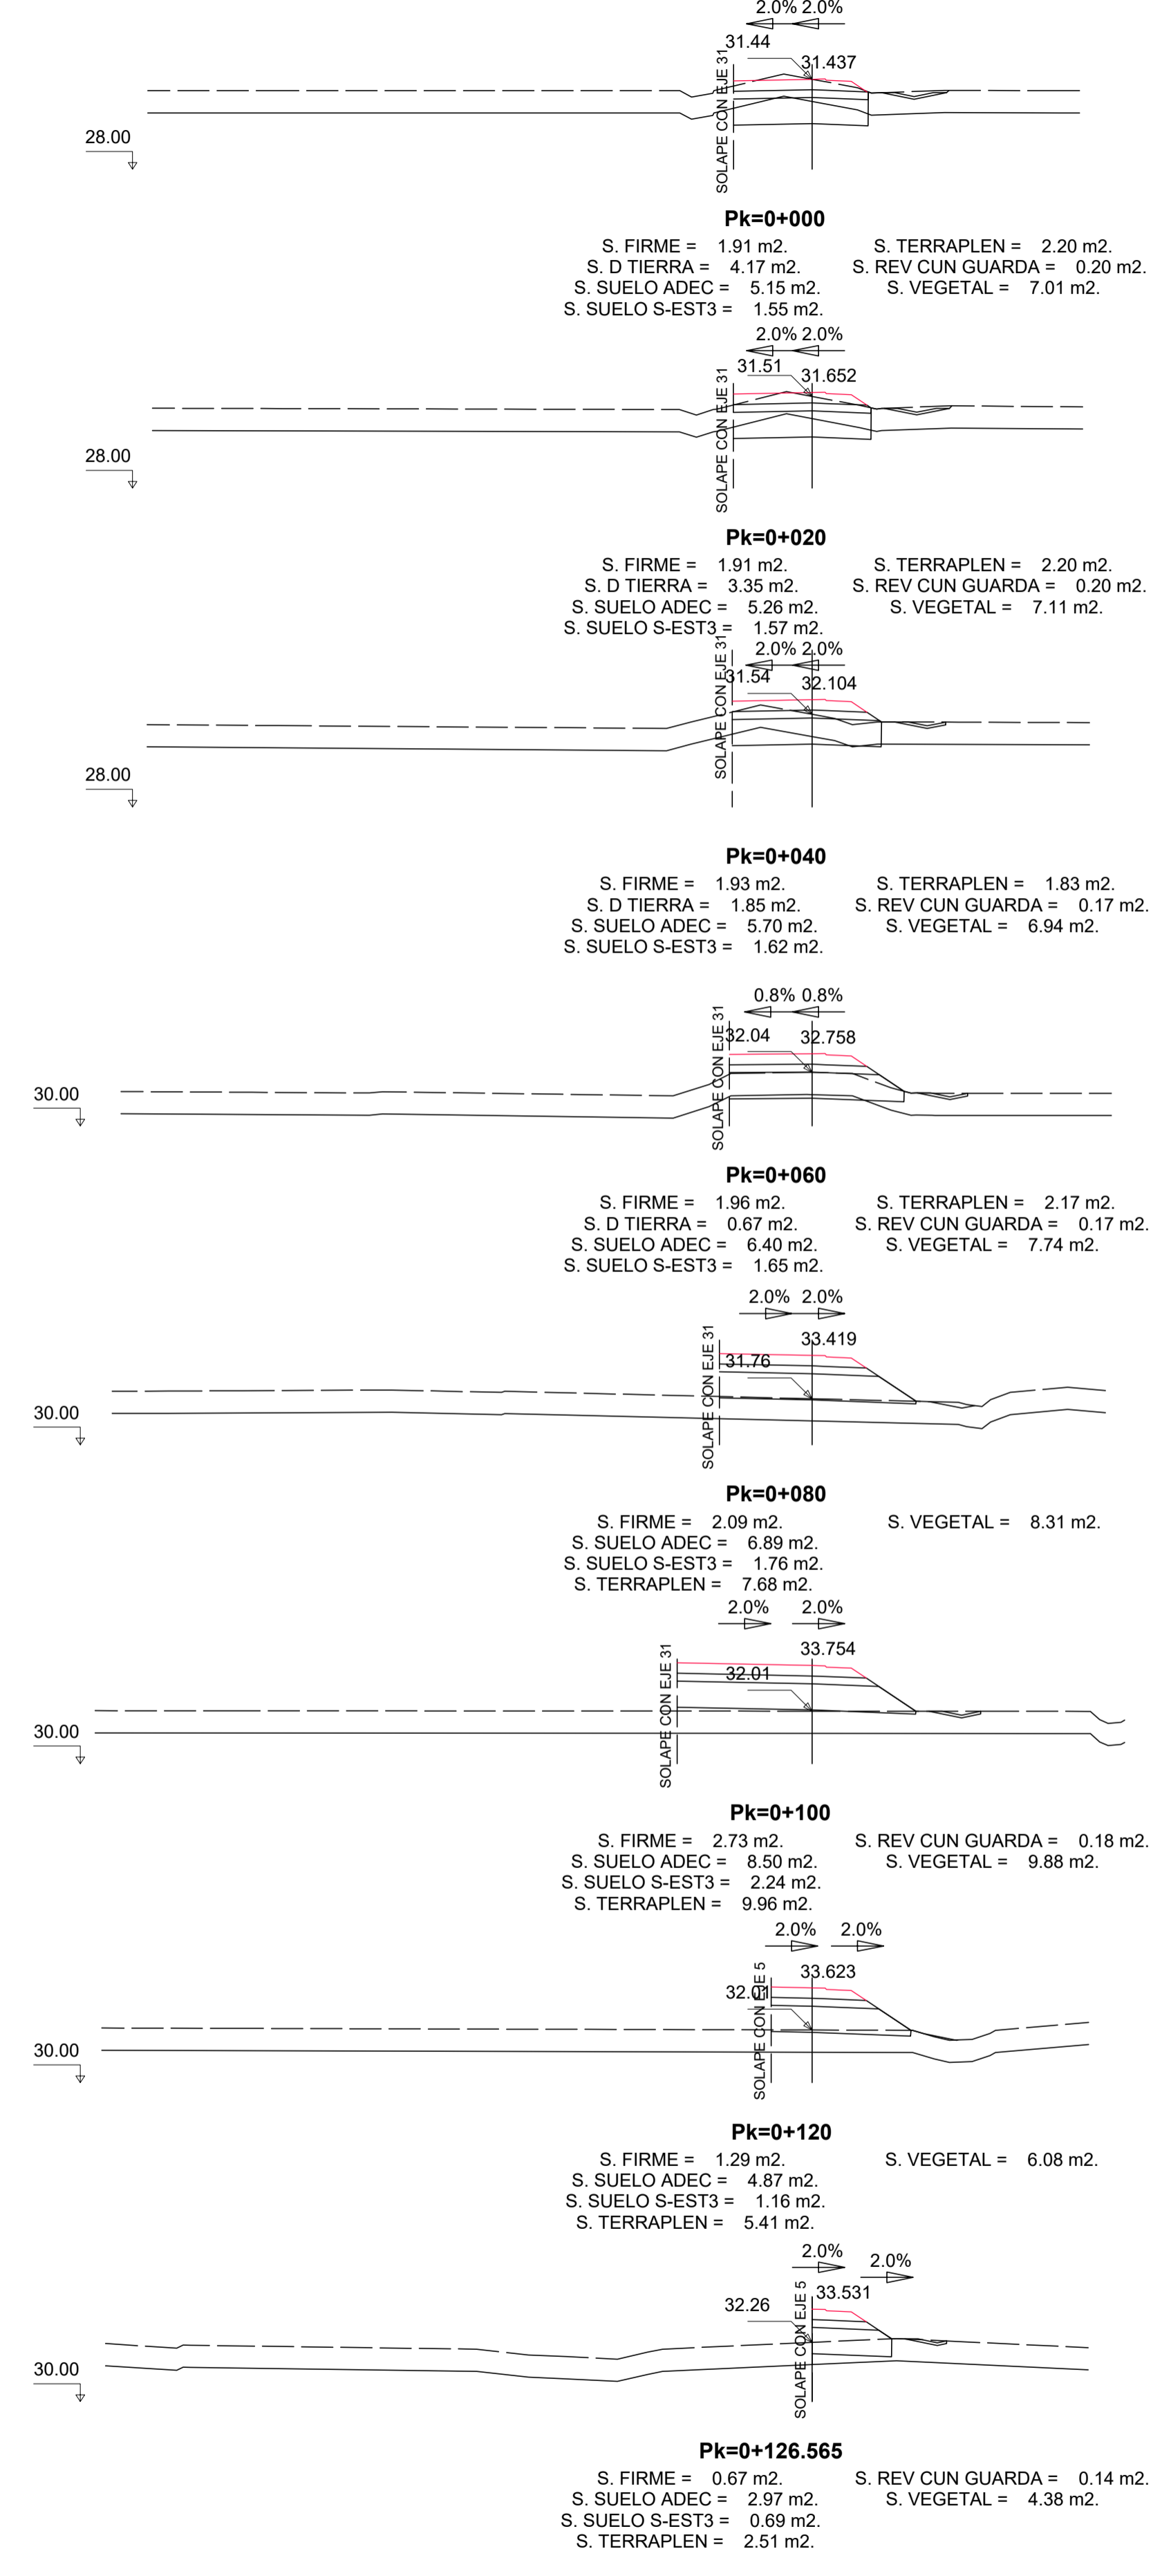 2.0% 2.0%
31.44
31.437
SOLAPE CON EJE 31
28.00
Pk=0+000
S. FIRME = 1.91 m2. S. TERRAPLEN = 2.20 m2.
S. D TIERRA = 4.17 m2. S. REV CUN GUARDA = 0.20 m2.
S. SUELO ADEC = 5.15 m2. S. VEGETAL = 7.01 m2.
S. SUELO S-EST3 = 1.55 m2.
2.0% 2.0%
31.51
31.652
SOLAPE CON EJE 31
28.00
Pk=0+020
S. FIRME = 1.91 m2. S. TERRAPLEN = 2.20 m2.
S. D TIERRA = 3.35 m2. S. REV CUN GUARDA = 0.20 m2.
S. SUELO ADEC = 5.26 m2. S. VEGETAL = 7.11 m2.
S. SUELO S-EST3 = 1.57 m2.
2.0% 2.0%
31.54
32.104
SOLAPE CON EJE 31
28.00
Pk=0+040
S. FIRME = 1.93 m2. S. TERRAPLEN = 1.83 m2.
S. D TIERRA = 1.85 m2. S. REV CUN GUARDA = 0.17 m2.
S. SUELO ADEC = 5.70 m2. S. VEGETAL = 6.94 m2.
S. SUELO S-EST3 = 1.62 m2.
0.8% 0.8%
32.04
32.758
SOLAPE CON EJE 31
30.00
Pk=0+060
S. FIRME = 1.96 m2. S. TERRAPLEN = 2.17 m2.
S. D TIERRA = 0.67 m2. S. REV CUN GUARDA = 0.17 m2.
S. SUELO ADEC = 6.40 m2. S. VEGETAL = 7.74 m2.
S. SUELO S-EST3 = 1.65 m2.
2.0% 2.0%
33.419
31.76
SOLAPE CON EJE 31
30.00
Pk=0+080
S. FIRME = 2.09 m2. S. VEGETAL = 8.31 m2.
S. SUELO ADEC = 6.89 m2.
S. SUELO S-EST3 = 1.76 m2.
S. TERRAPLEN = 7.68 m2.
2.0% 2.0%
33.754
32.01
SOLAPE CON EJE 31
30.00
Pk=0+100
S. FIRME = 2.73 m2. S. REV CUN GUARDA = 0.18 m2.
S. SUELO ADEC = 8.50 m2. S. VEGETAL = 9.88 m2.
S. SUELO S-EST3 = 2.24 m2.
S. TERRAPLEN = 9.96 m2.
2.0% 2.0%
33.623
32.01
SOLAPE CON EJE 5
30.00
Pk=0+120
S. FIRME = 1.29 m2. S. VEGETAL = 6.08 m2.
S. SUELO ADEC = 4.87 m2.
S. SUELO S-EST3 = 1.16 m2.
S. TERRAPLEN = 5.41 m2.
2.0%
2.0%
33.531
32.26
SOLAPE CON EJE 5
30.00
Pk=0+126.565
S. FIRME = 0.67 m2. S. REV CUN GUARDA = 0.14 m2.
S. SUELO ADEC = 2.97 m2. S. VEGETAL = 4.38 m2.
S. SUELO S-EST3 = 0.69 m2.
S. TERRAPLEN = 2.51 m2.